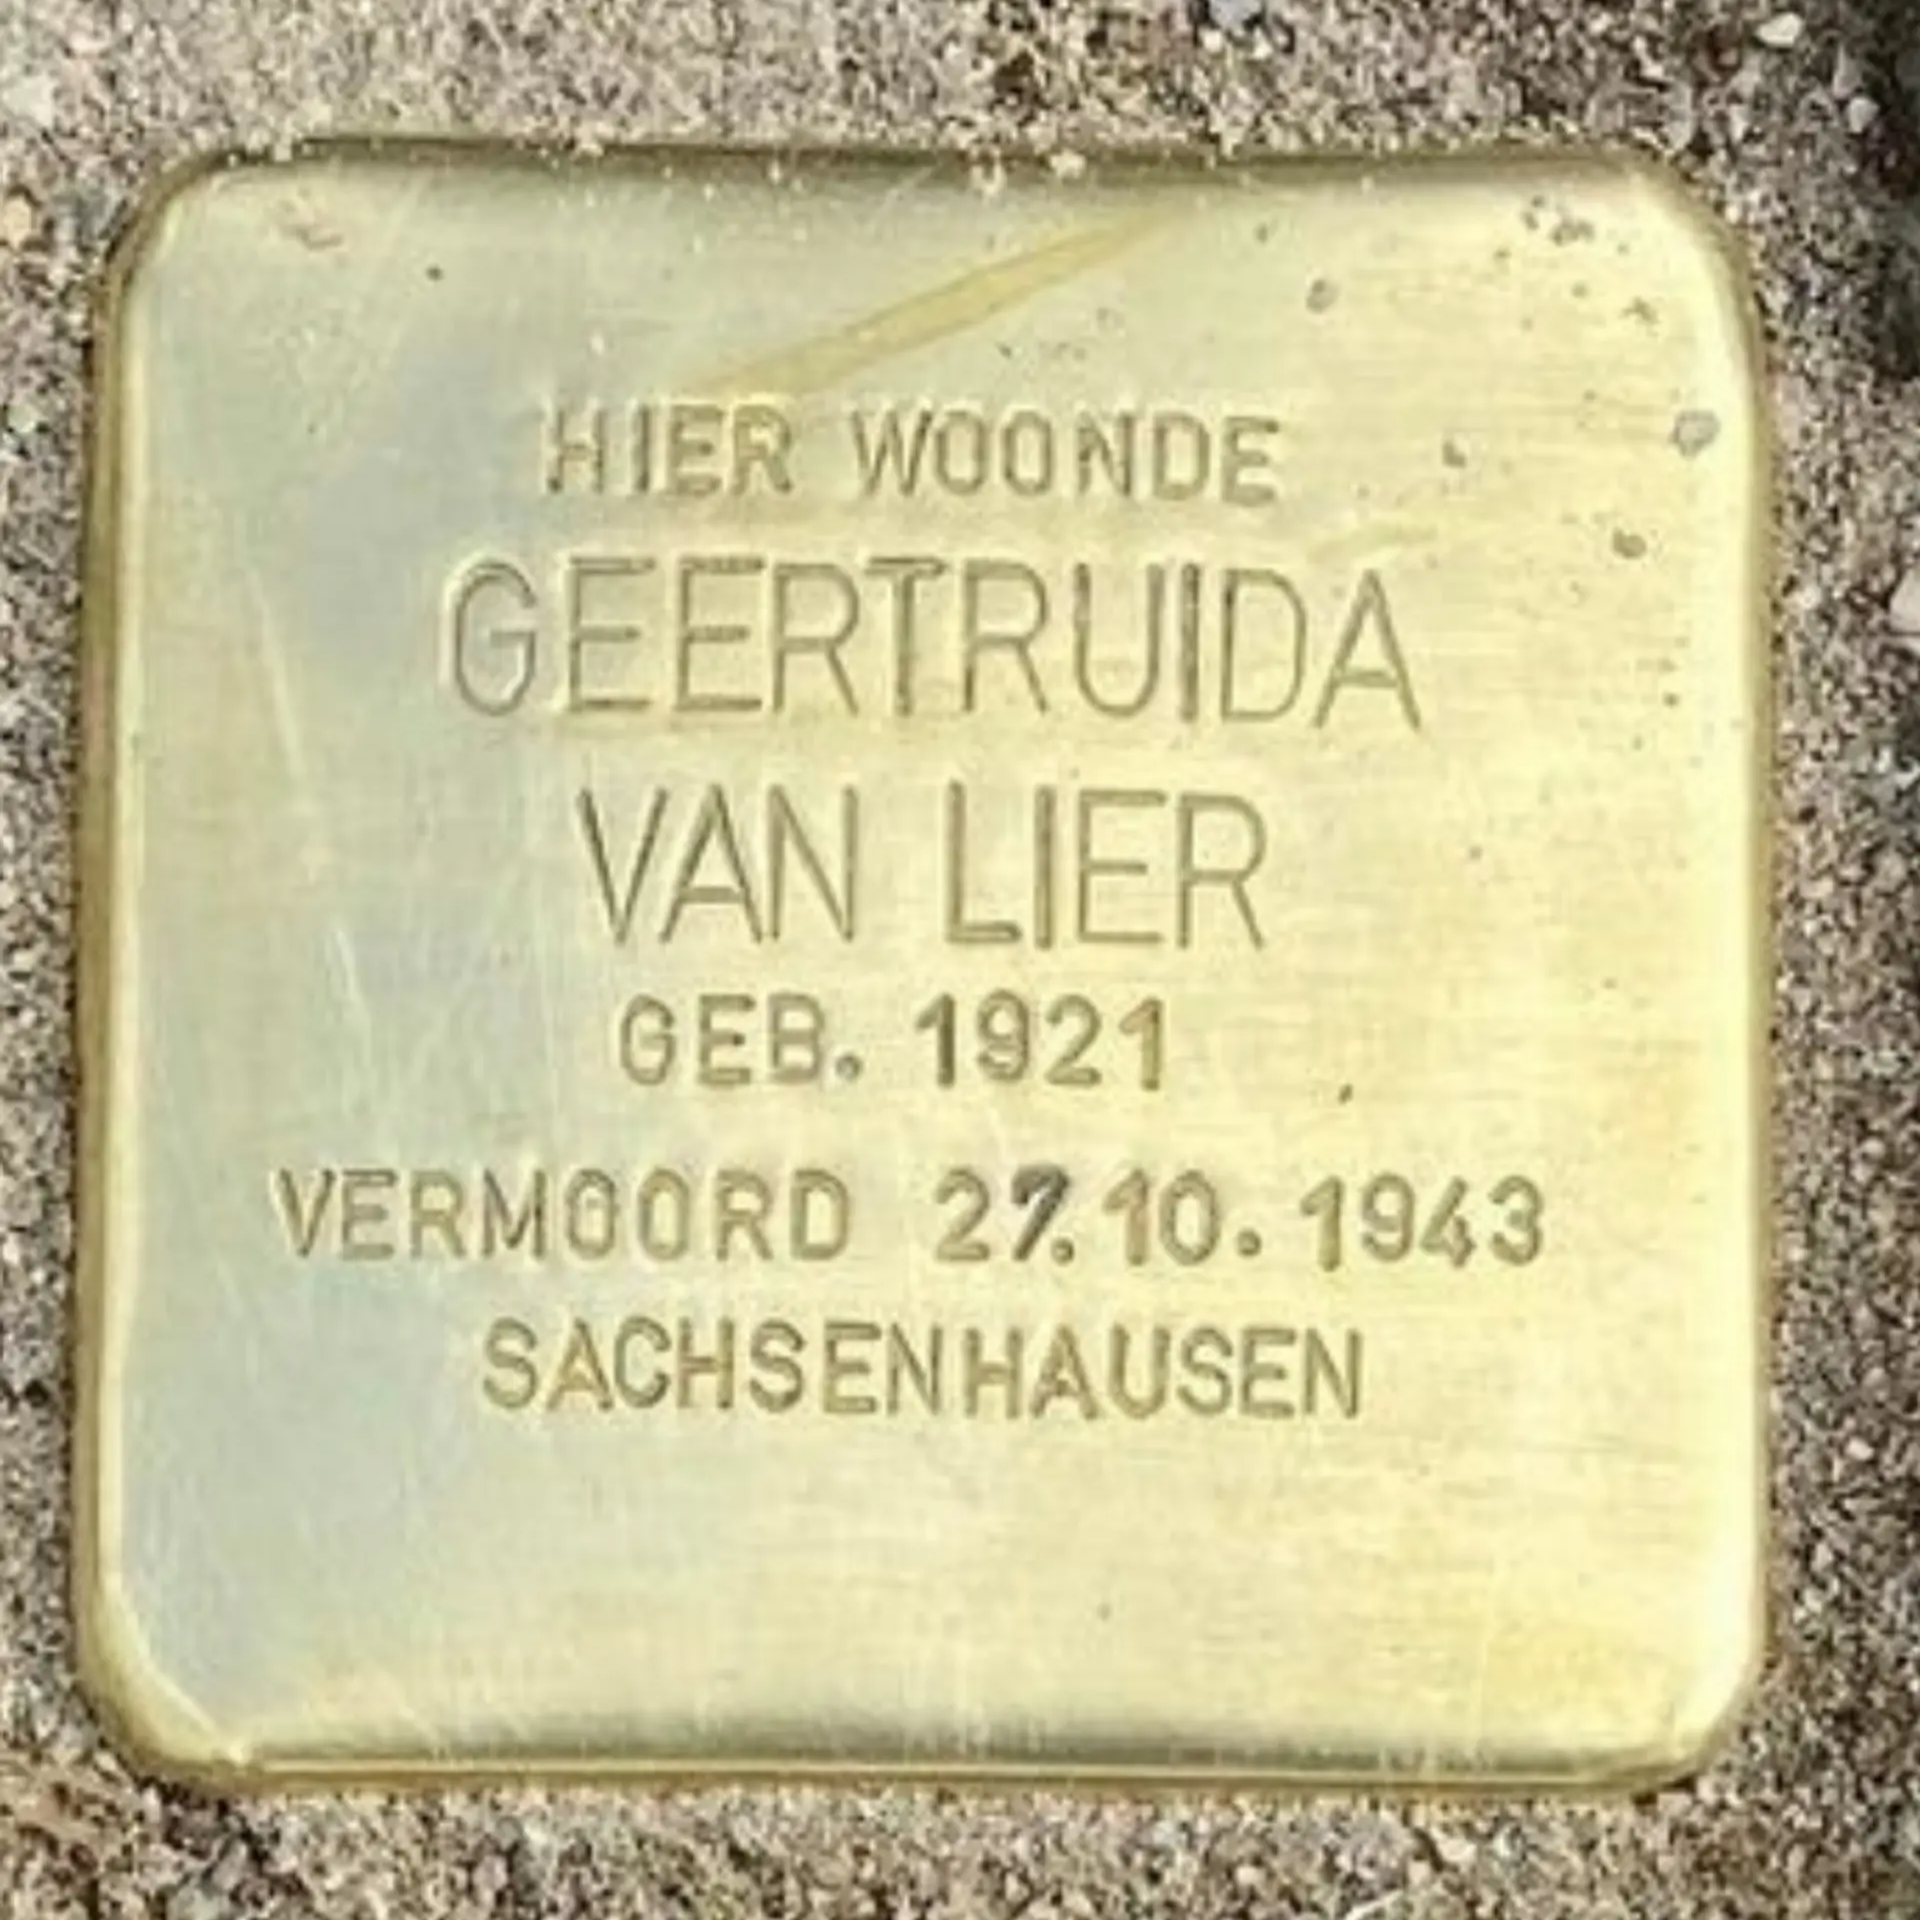 HIER WOONDE
GEERTRUIDA
VAN LIER
GEB. 1921
VERMOORD 27.10.1943
SACHSENHAUSEN